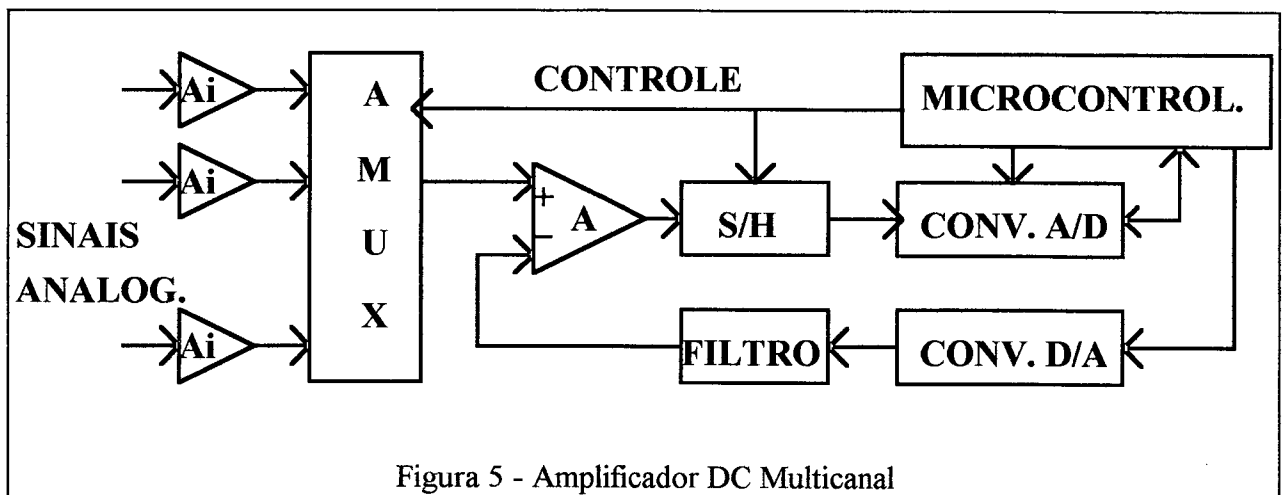 CONTROLE
MICROCONTROL.
Ai
Ai
Ai
SINAIS
ANALOG.
A
M
U
X
+
−
A
S/H
CONV. A/D
FILTRO
CONV. D/A
Figura 5 - Amplificador DC Multicanal